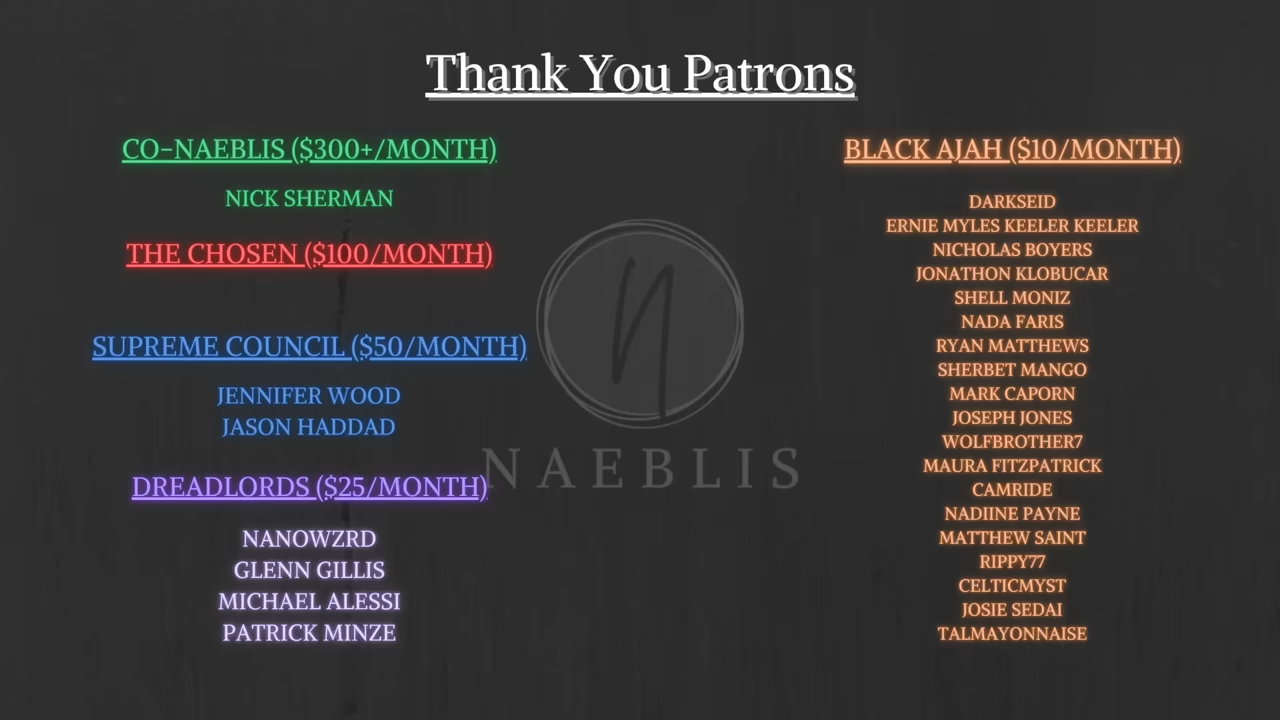 Thank You Patrons
CO-NAEBLIS ($300+/MONTH)
NICK SHERMAN
THE CHOSEN ($100/MONTH)
SUPREME COUNCIL ($50/MONTH)
JENNIFER WOOD
JASON HADDAD
DREADLORDS ($25/MONTH)
NANOWZRD
GLENN GILLIS
MICHAEL ALESSI
PATRICK MINZE
n
NAEBLIS
BLACK AJAH ($10/MONTH)
DARKSEID
ERNIE MYLES KEELER KEELER
NICHOLAS BOYERS
JONATHON KLOBUCAR
SHELL MONIZ
NADA FARIS
RYAN MATTHEWS
SHERBET MANGO
MARK CAPORN
JOSEPH JONES
WOLFBROTHER7
MAURA FITZPATRICK
CAMRIDE
NADIINE PAYNE
MATTHEW SAINT
RIPPY77
CELTICMYST
JOSIE SEDAI
TALMAYONNAISE